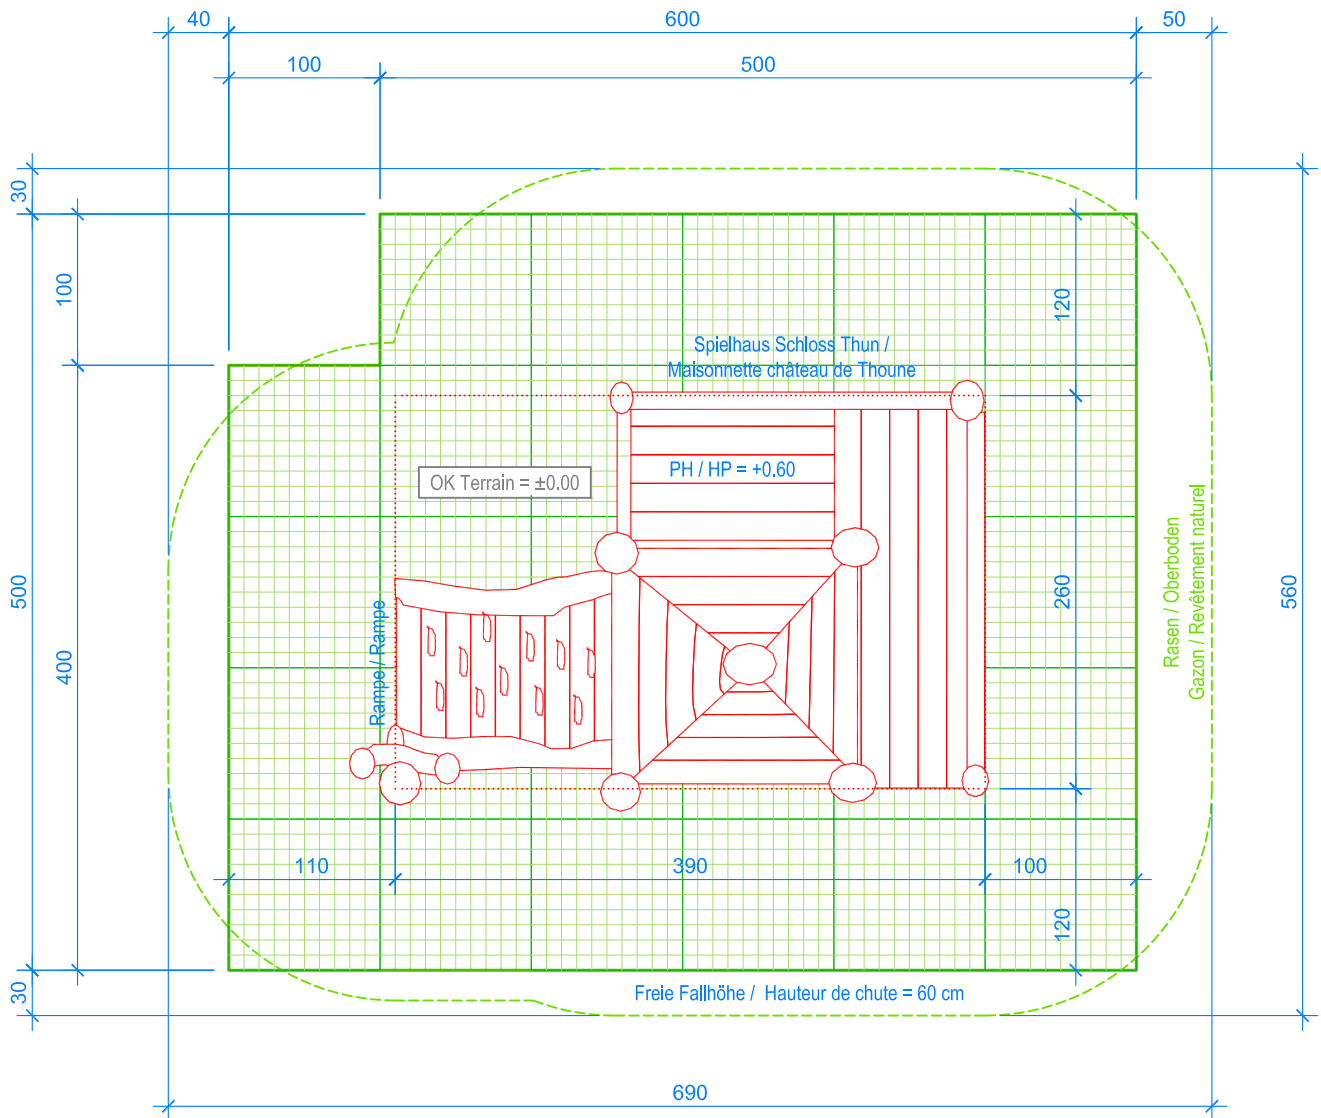 40
600
50
100
500
30
100
120
Spielhaus Schloss Thun /
Maisonnette château de Thoune
PH / HP = +0.60
OK Terrain = ±0.00
Rasen / Oberboden
Gazon / Revêtement naturel
500
260
560
400
Rampe / Rampe
110
390
100
120
30
Freie Fallhöhe / Hauteur de chute = 60 cm
690